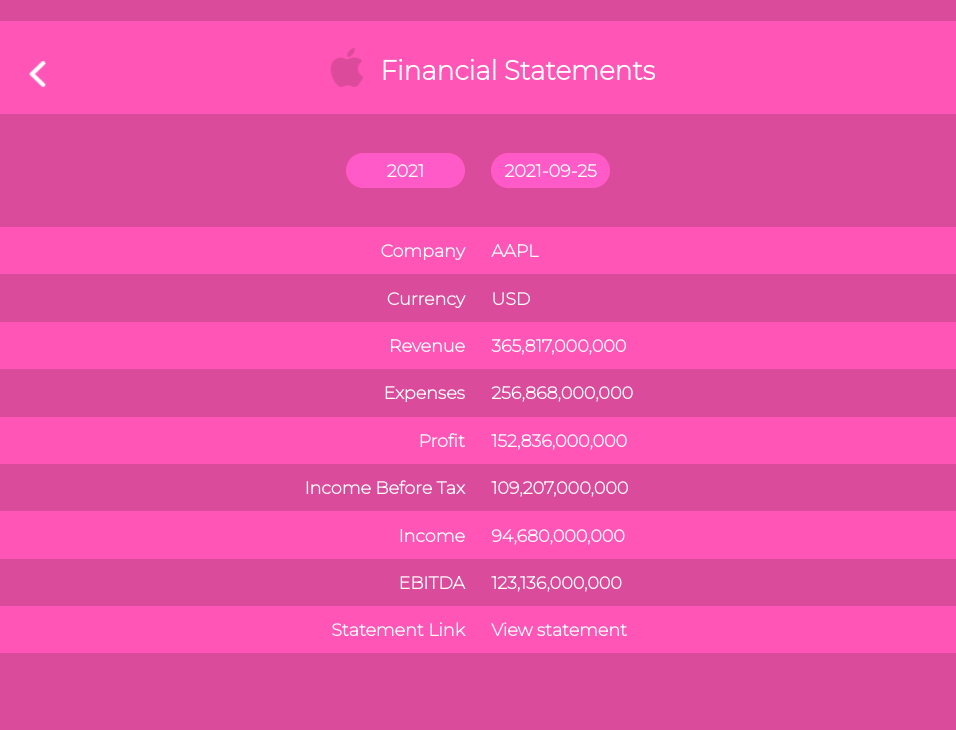 Financial Statements
2021 2021-09-25
Company AAPL
Currency USD
Revenue 365,817,000,000
Expenses 256,868,000,000
Profit 152,836,000,000
Income Before Tax 109,207,000,000
Income 94,680,000,000
EBITDA 123,136,000,000
Statement Link View statement